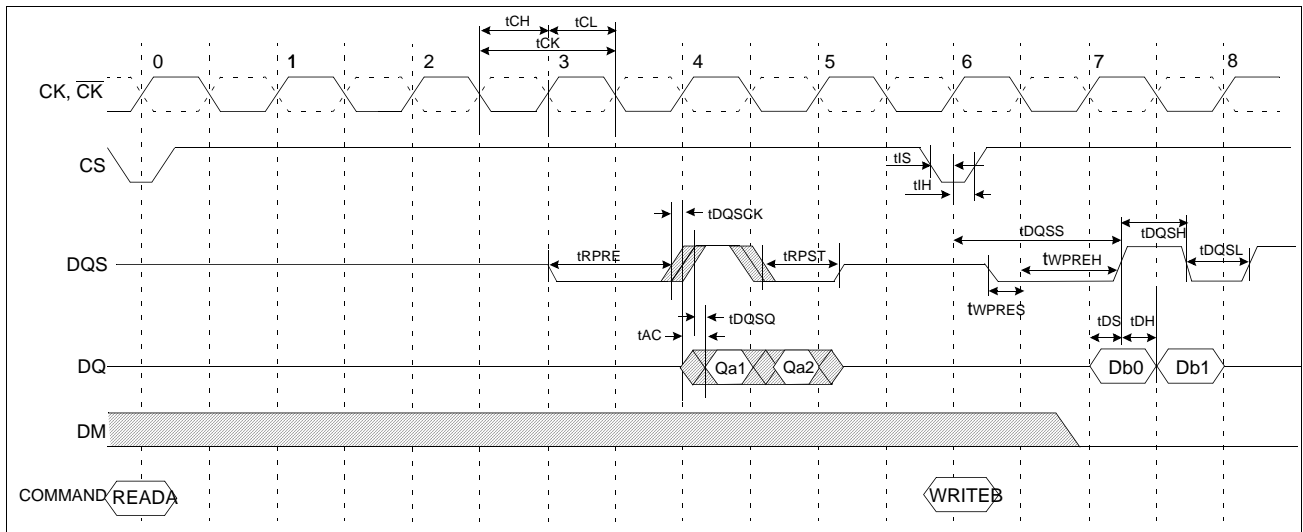 tCH tCL
tCK
0 1 2 3 4 5 6 7 8
CK, CK
CS
tIS
tIH
tDQSCK
tDQSS
tDQSH
DQS
tRPRE
tRPST
tWPREH
tDQSL
tWPRES
tDQSQ
tAC
tDS tDH
DQ
Qa1 Qa2 Db0 Db1
DM
COMMAND READA WRITEB